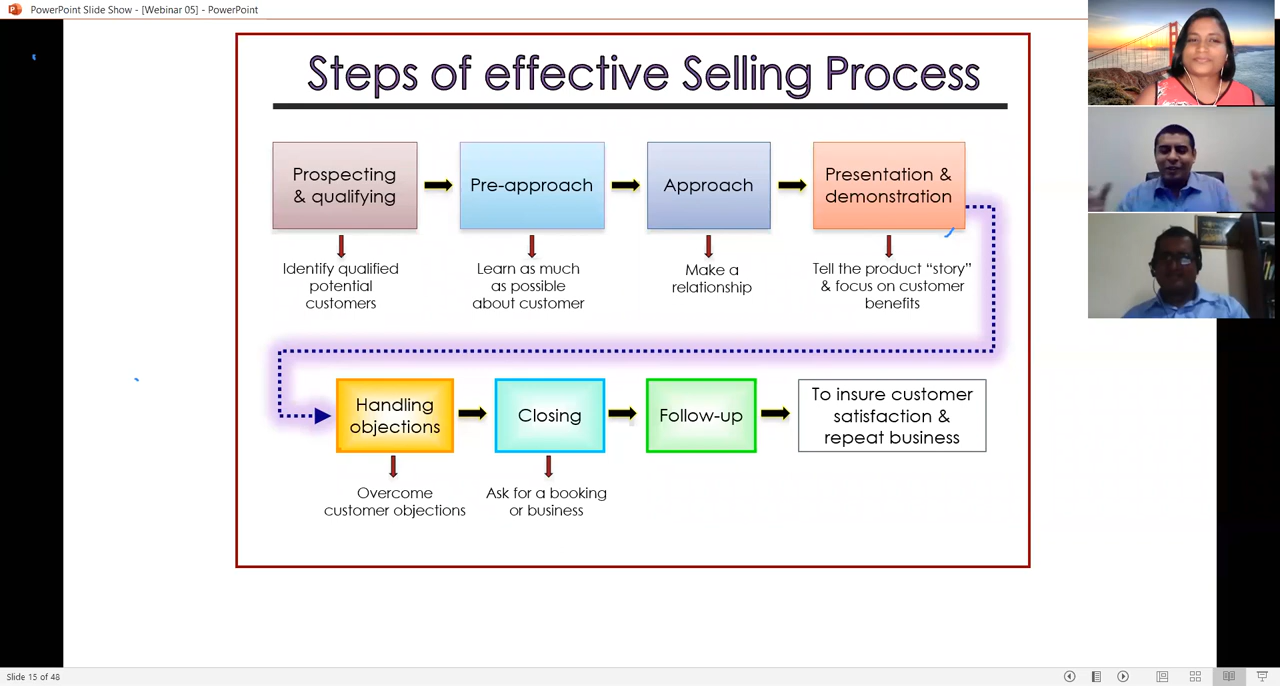 PowerPoint Slide Show - [Webinar 05] - PowerPoint
Steps of effective Selling Process
Prospecting
& qualifying
Pre-approach
Approach
Presentation &
demonstration
Identify qualified
potential
customers
Learn as much
as possible
about customer
Make a
relationship
Tell the product “story”
& focus on customer
benefits
Handling
objections
Closing
Follow-up
To insure customer
satisfaction &
repeat business
Overcome
customer objections
Ask for a booking
or business
Slide 15 of 48